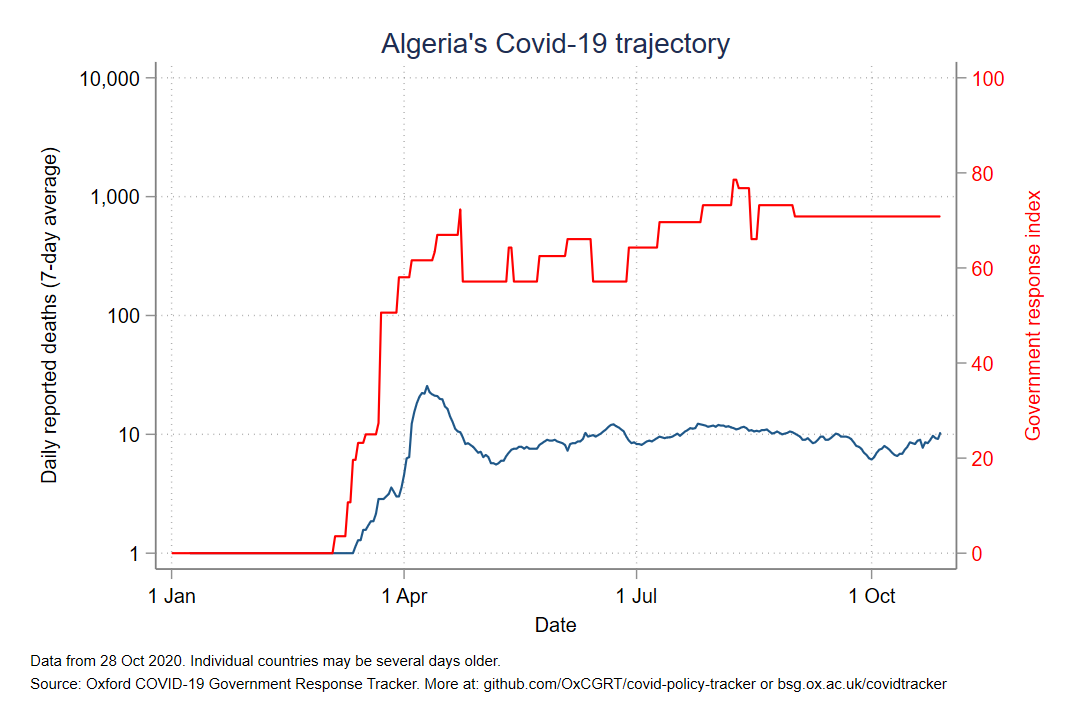 Algeria's Covid-19 trajectory
Daily reported deaths (7-day average)
10,000
1,000
100
10
1
100
80
60
40
20
0
Government response index
1 Jan
1 Apr
1 Jul
1 Oct
Date
Data from 28 Oct 2020. Individual countries may be several days older.
Source: Oxford COVID-19 Government Response Tracker. More at: github.com/OxCGRT/covid-policy-tracker or bsg.ox.ac.uk/covidtracker